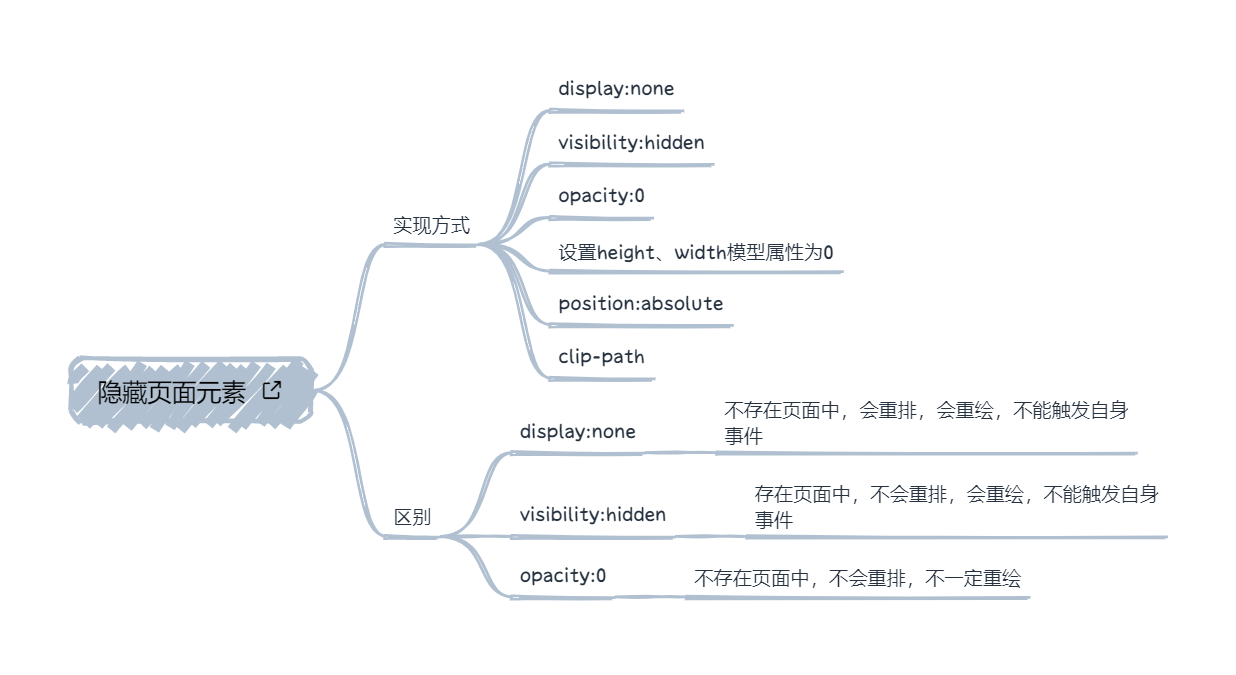 隐藏页面元素
实现方式
display:none
visibility:hidden
opacity:0
设置height、width模型属性为0
position:absolute
clip-path
区别
display:none
不存在页面中，会重排，会重绘，不能触发自身
事件
visibility:hidden
存在页面中，不会重排，会重绘，不能触发自身
事件
opacity:0
不存在页面中，不会重排，不一定重绘